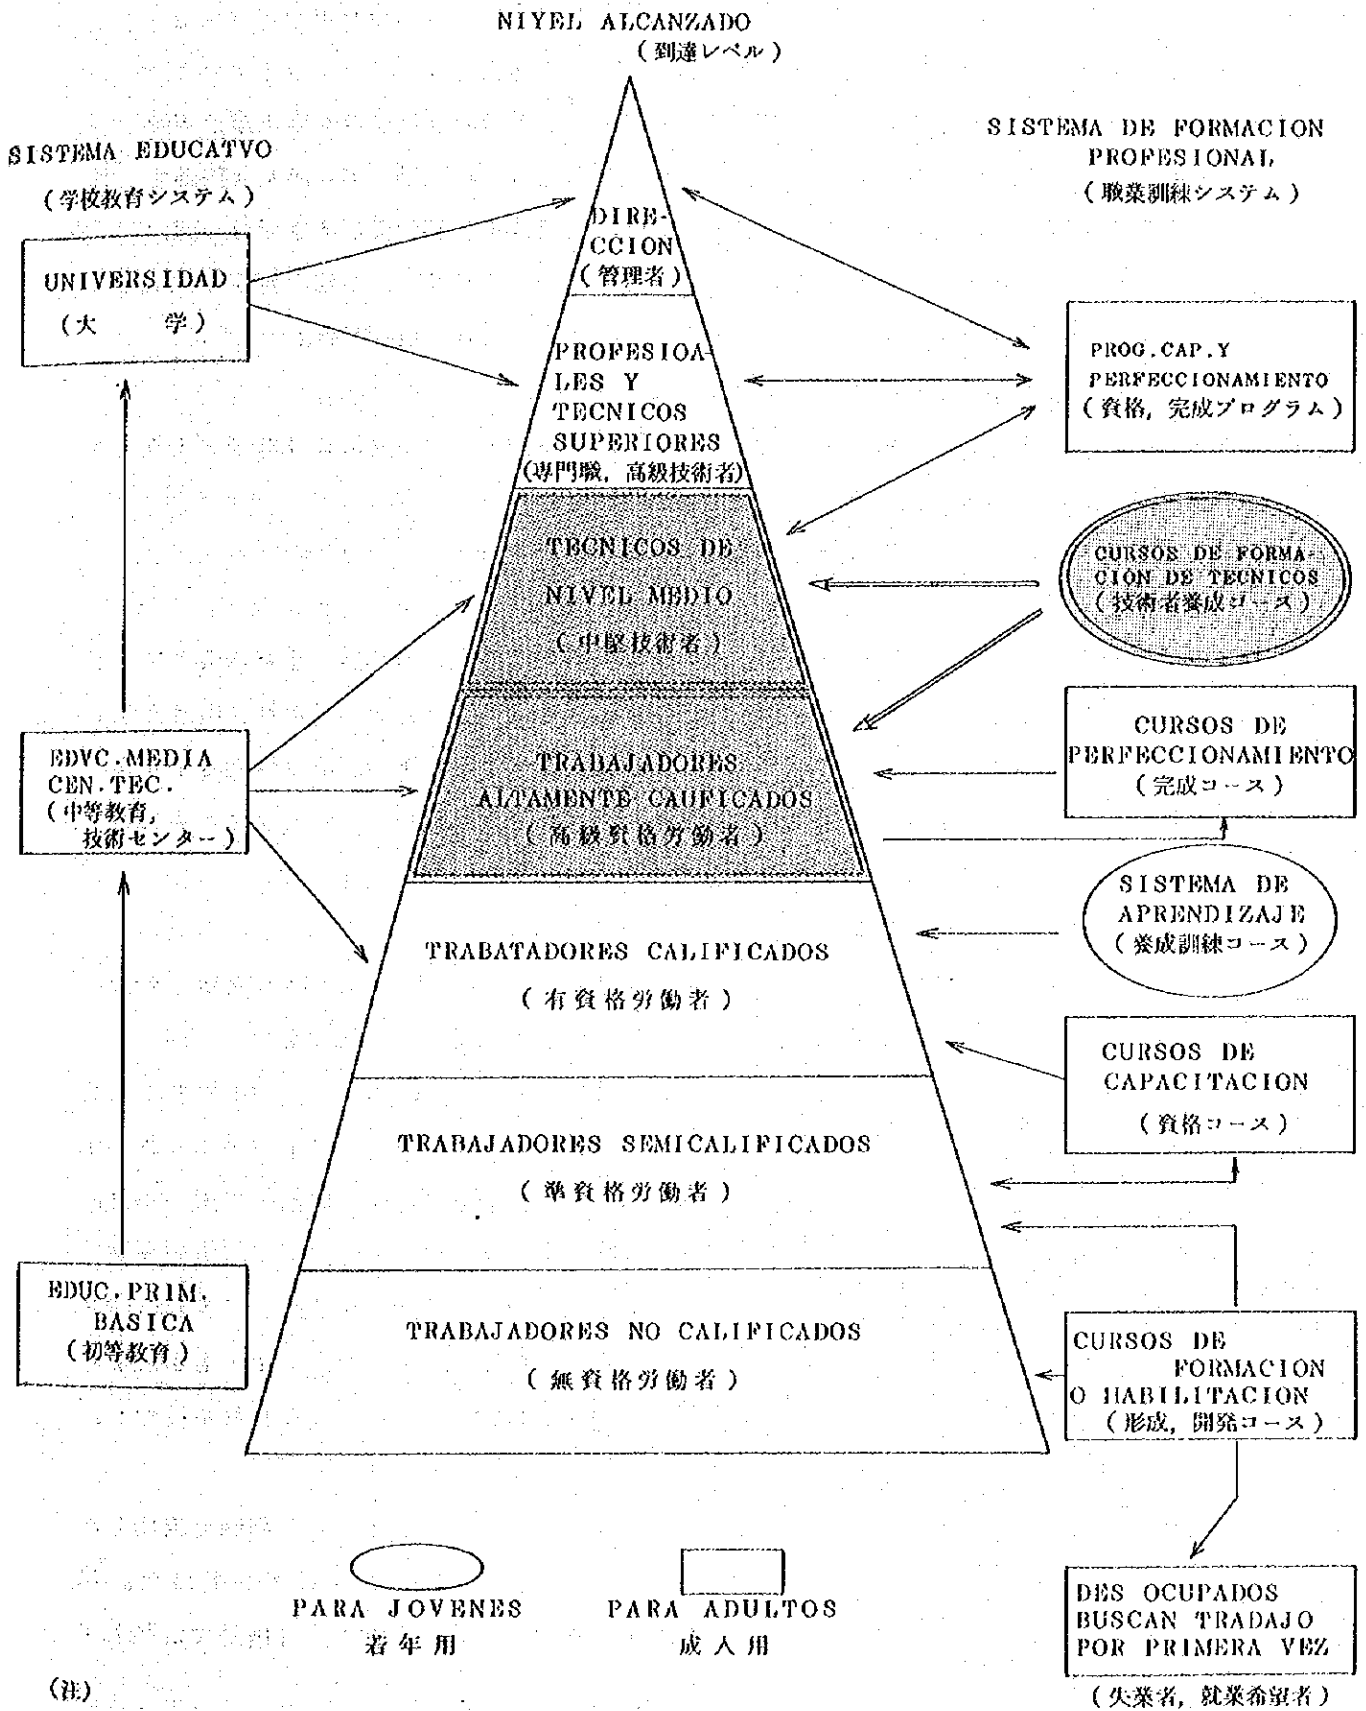 NIYEL ALCANZADO
(到達レベル)
SISTEMA EDUCATVO
(学校教育システム)
UNIVERSIDAD
(大 学)
EDVC.MEDIA
CEN.TEC.
(中等教育,
技術センター)
EDUC.PRIM.
BASICA
(初等教育)
DIRE-
CCION
(管理者)
PROFESIOA-
LES Y
TECNICOS
SUPERIORES
(専門職, 高級技術者)
TECNICOS DE
NIVEL MEDIO
(中堅技術者)
TRABAJADORES
ALTAMENTE CAUFICADOS
(高級資格労働者)
TRABATADORES CALIFICADOS
(有資格労働者)
TRABAJADORES SEMICALIFICADOS
(準資格労働者)
TRABAJADORES NO CALIFICADOS
(無資格労働者)
SISTEMA DE FORMACION
PROFESIONAL
(職業訓練システム)
PROG.CAP.Y
PERFECCIONAMIENTO
(資格, 完成プログラム)
CURSOS DE FORMA-
CION DE TECNICOS
(技術者養成コース)
CURSOS DE
PERFECCIONAMIENTO
(完成コース)
SISTEMA DE
APRENDIZAJE
(養成訓練コース)
CURSOS DE
CAPACITACION
(資格コース)
CURSOS DE
FORMACION
O HABILITACION
(形成, 開発コース)
DES OCUPADOS
BUSCAN TRADAJO
POR PRIMERA VEZ
(失業者, 就業希望者)
PARA JOVENES
若年用
PARA ADULTOS
成人用
(注)